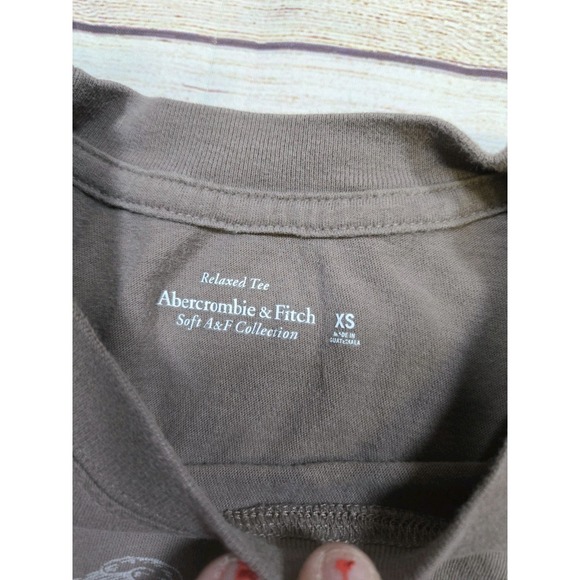 Relaxed Tee
Abercrombie & Fitch
Soft A&F Collection
XS
MADE IN
GUATEMALA